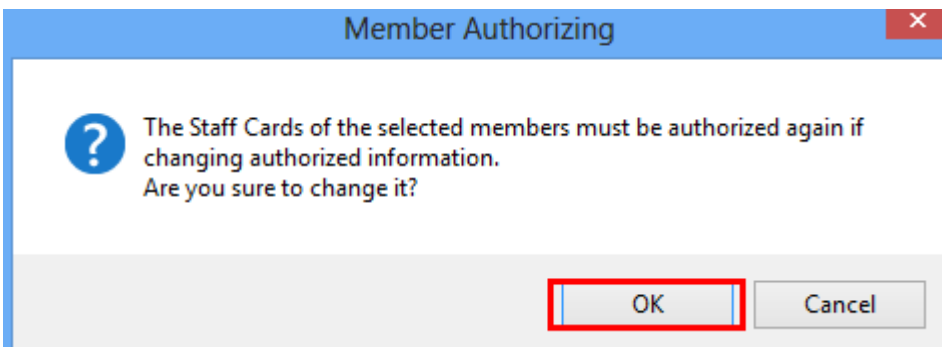 Member Authorizing
The Staff Cards of the selected members must be authorized again if
changing authorized information.
Are you sure to change it?
OK
Cancel